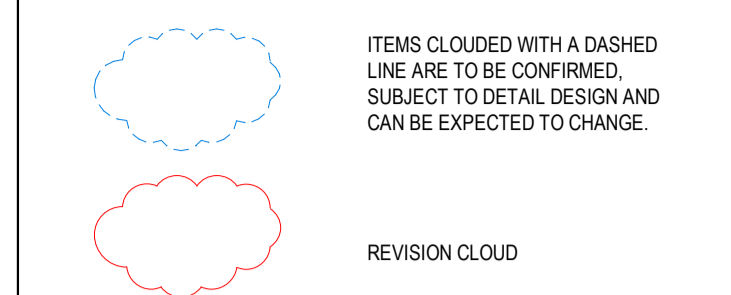 ITEMS CLOUDED WITH A DASHED
LINE ARE TO BE CONFIRMED,
SUBJECT TO DETAIL DESIGN AND
CAN BE EXPECTED TO CHANGE.
REVISION CLOUD